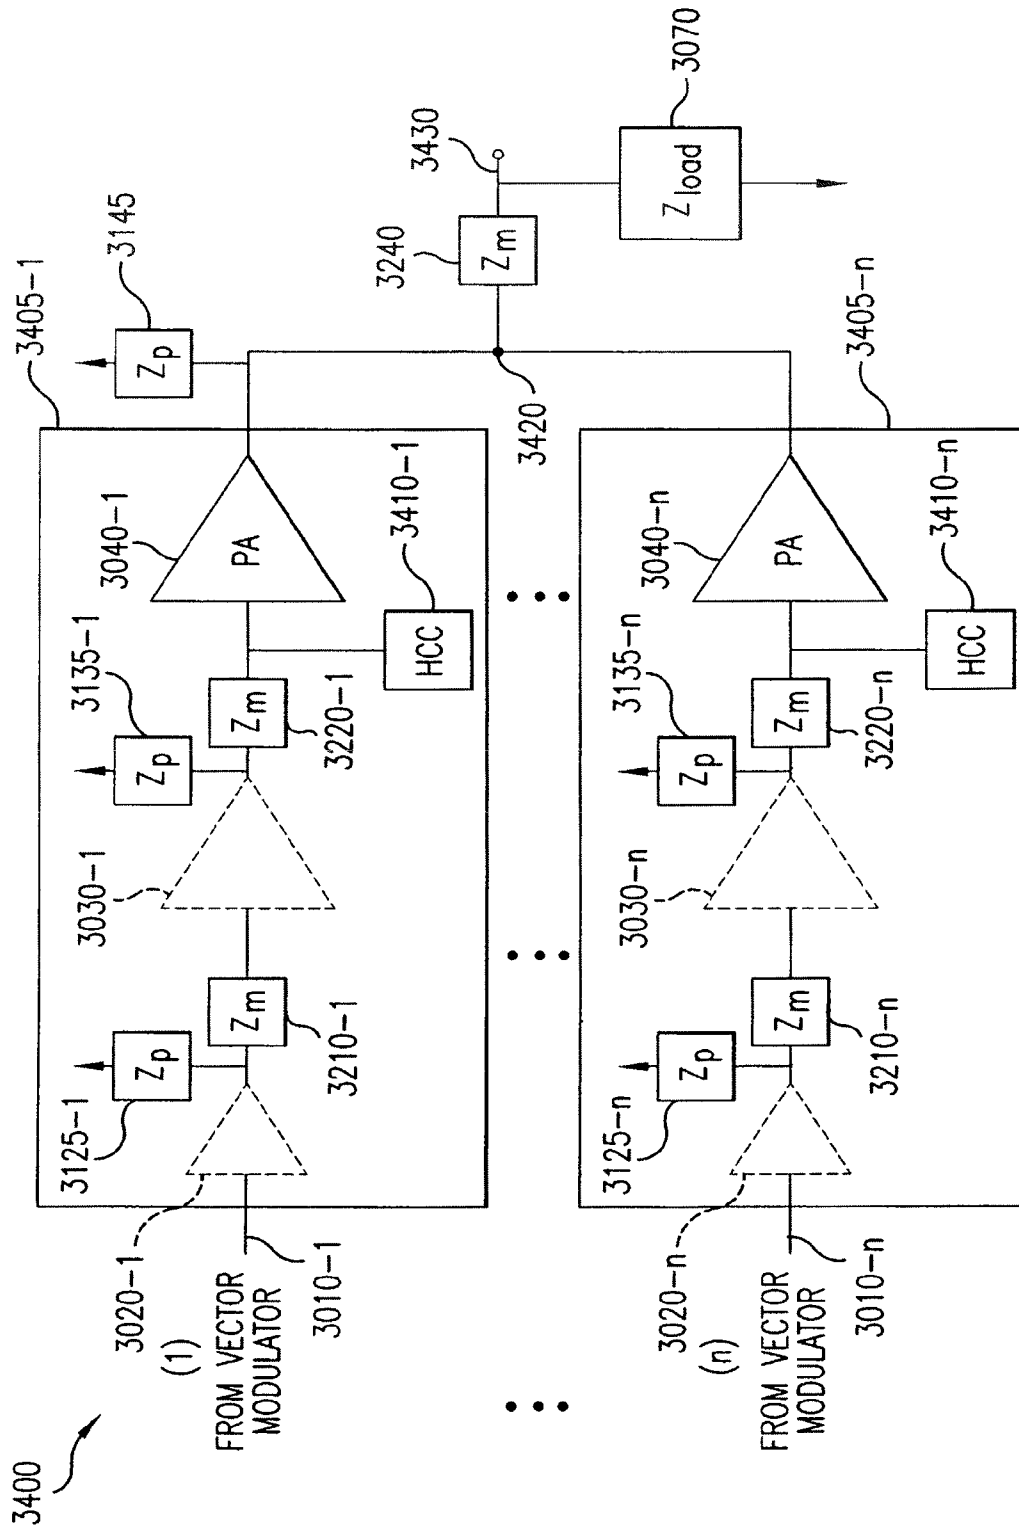 3400
3405-1
3145
Zp
3125-1
Zp
3135-1
Zp
3020-1
3030-1
3040-1
PA
(1)
FROM VECTOR
MODULATOR
3010-1
Zm
3210-1
Zm
3220-1
HCC
3410-1
3420
Zm
3240
3430
Zload
3070
3405-n
3125-n
Zp
3135-n
Zp
3020-n
3030-n
3040-n
PA
(n)
FROM VECTOR
MODULATOR
3010-n
Zm
3210-n
Zm
3220-n
HCC
3410-n